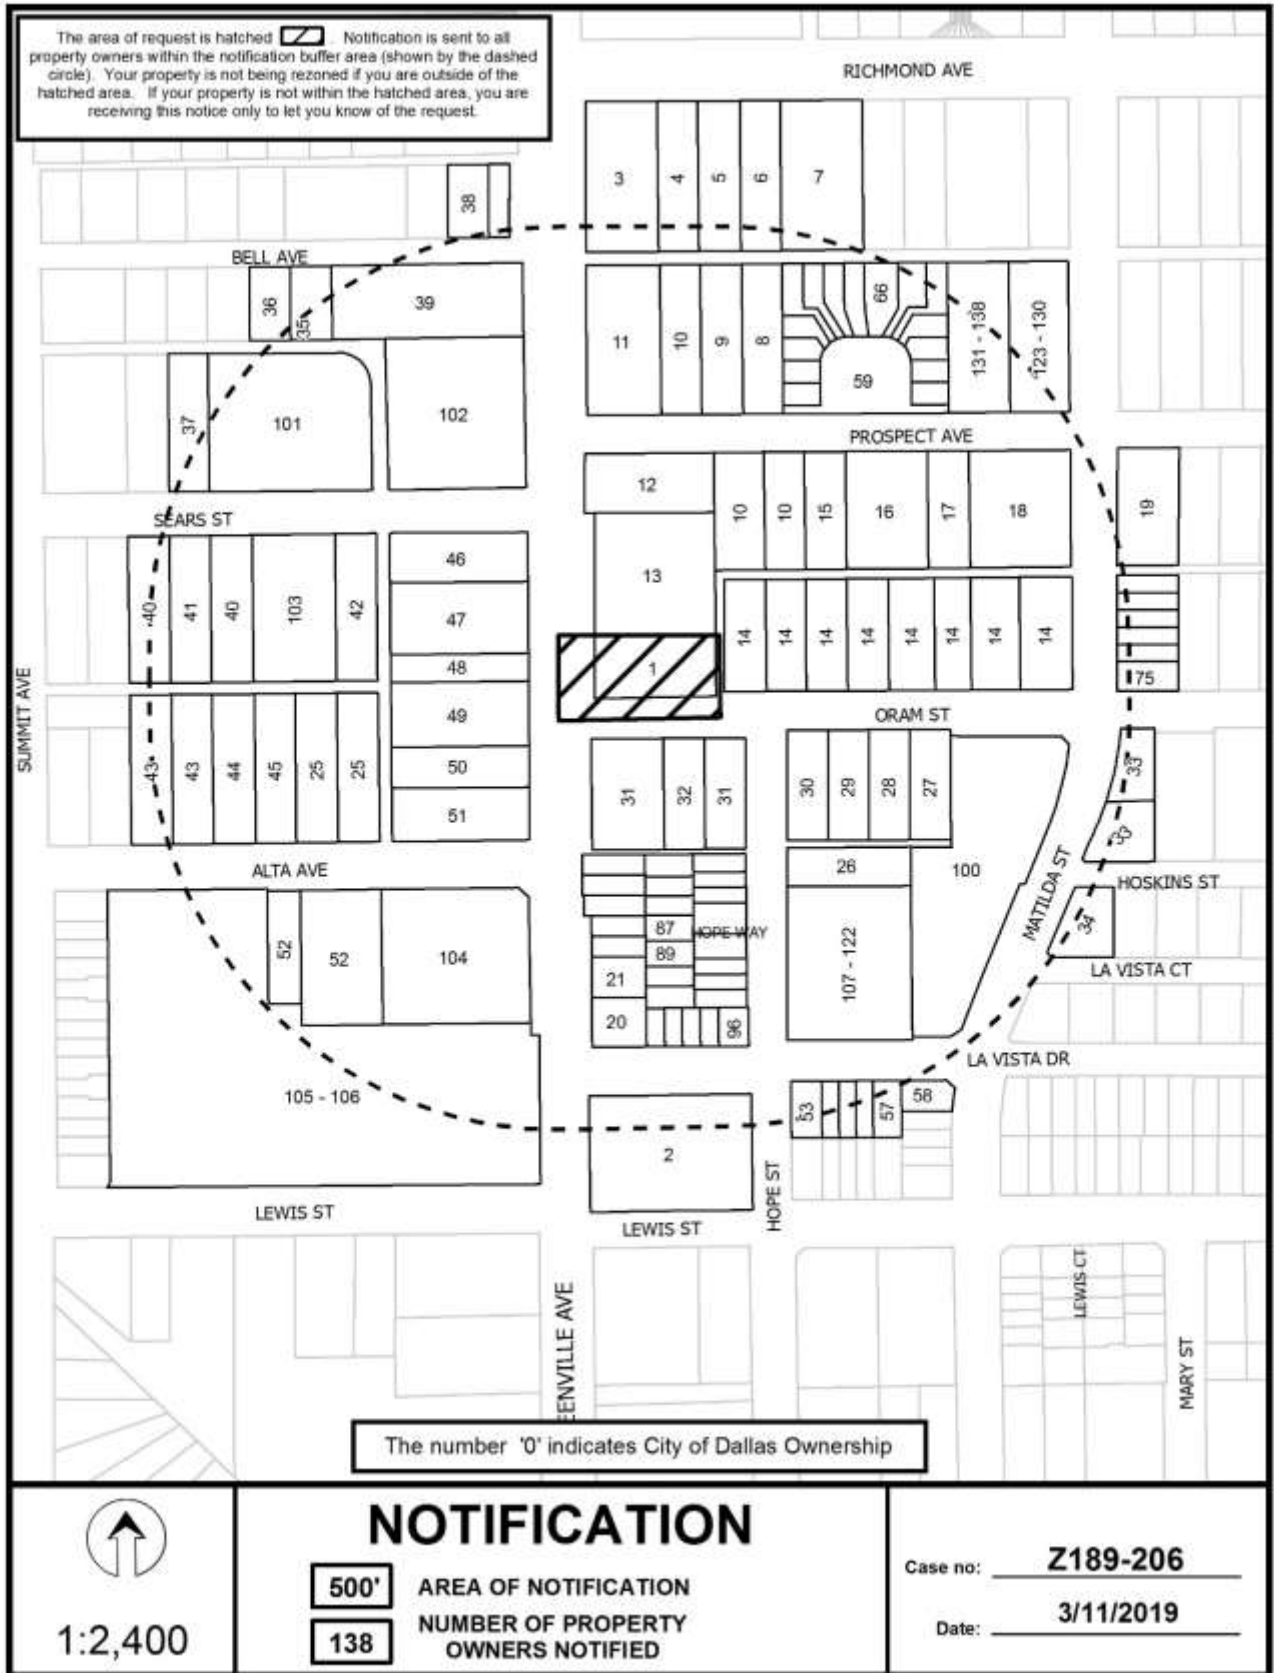 The area of request is hatched . Notification is sent to all
property owners within the notification buffer area (shown by the dashed
circle). Your property is not being rezoned if you are outside of the
hatched area. If your property is not within the hatched area, you are
receiving this notice only to let you know of the request.
RICHMOND AVE
3
4
5
6
7
38
BELL AVE
36
35
39
11
10
9
8
66
59
131 - 138
123 - 130
37
101
102
PROSPECT AVE
12
10
10
15
16
17
18
19
SEARS ST
13
46
40
41
40
103
42
47
48
1
14
14
14
14
14
14
14
14
75
SUMMIT AVE
49
ORAM ST
43
43
44
45
25
25
50
51
31
32
31
30
29
28
27
33
33
ALTA AVE
26
100
MATILDA ST
HOSKINS ST
52
52
104
87
HOPE WAY
89
21
20
96
107 - 122
34
LA VISTA CT
LA VISTA DR
105 - 106
53
57
58
2
HOPE ST
LEWIS ST
LEWIS ST
EENVILLE AVE
LEWIS CT
MARY ST
The number '0' indicates City of Dallas Ownership
1:2,400
NOTIFICATION
500' AREA OF NOTIFICATION
138 NUMBER OF PROPERTY
OWNERS NOTIFIED
Case no: Z189-206
Date: 3/11/2019